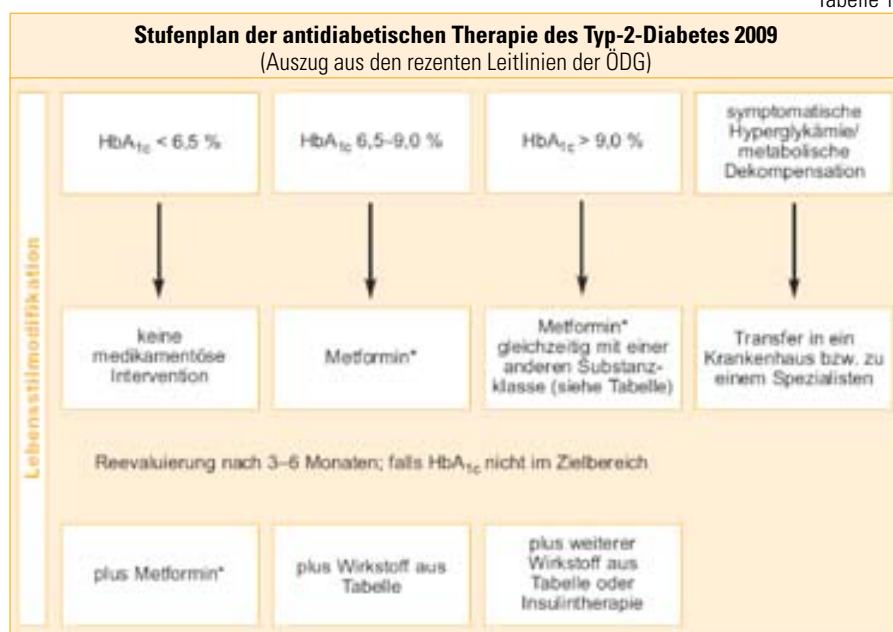 Tabelle 1
Stufenplan der antidiabetischen Therapie des Typ-2-Diabetes 2009
(Auszug aus den rezenten Leitlinien der ÖDG)
Lebensstilmodifikation
HbA1c < 6,5 %
HbA1c 6,5–9,0 %
HbA1c > 9,0 %
symptomatische
Hyperglykämie/
metabolische
Dekompensation
keine
medikamentöse
Intervention
Metformin*
Metformin*
gleichzeitig mit einer
anderen Substanz-
klasse (siehe Tabelle)
Transfer in ein
Krankenhaus bzw. zu
einem Spezialisten
Reevaluierung nach 3–6 Monaten; falls HbA1c nicht im Zielbereich
plus Metformin*
plus Wirkstoff aus
Tabelle
plus weiterer
Wirkstoff aus
Tabelle oder
Insulintherapie